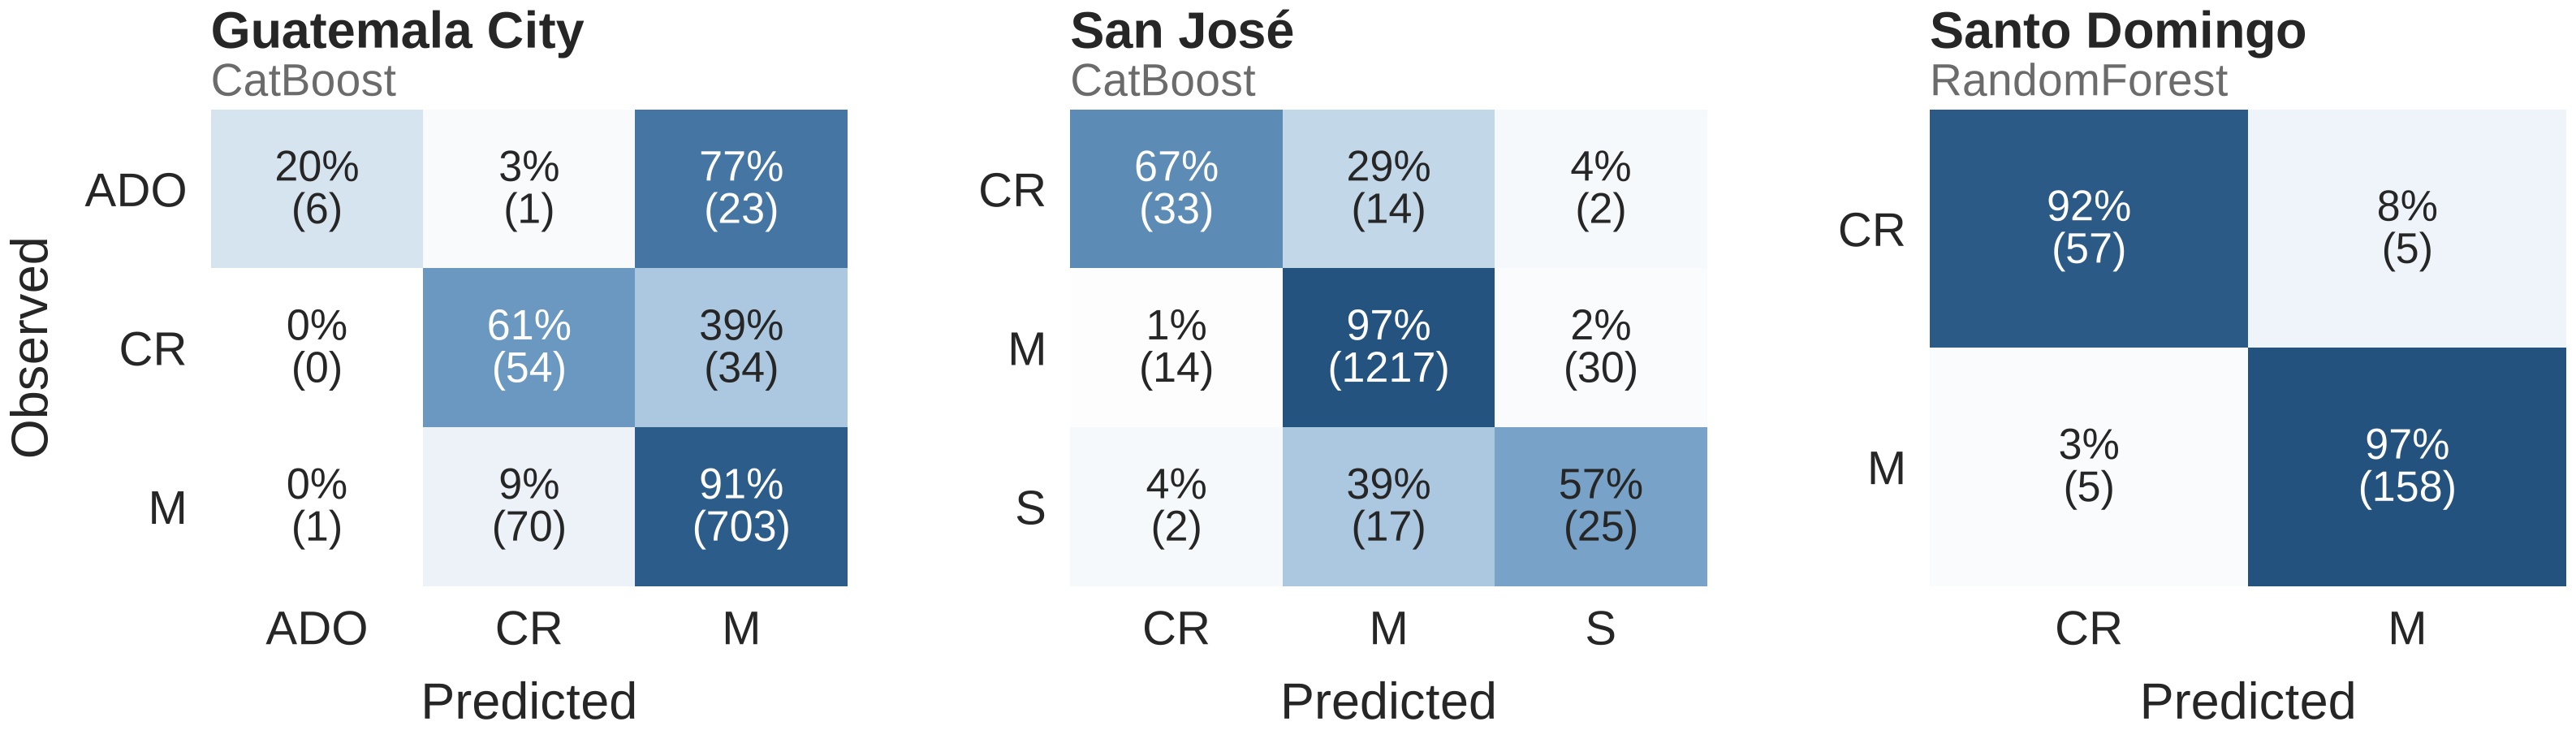 Guatemala City
CatBoost
Observed
ADO
20%
(6)
3%
(1)
77%
(23)
CR
0%
(0)
61%
(54)
39%
(34)
M
0%
(1)
9%
(70)
91%
(703)
ADO
CR
M
Predicted
San José
CatBoost
CR
67%
(33)
29%
(14)
4%
(2)
M
1%
(14)
97%
(1217)
2%
(30)
S
4%
(2)
39%
(17)
57%
(25)
CR
M
S
Predicted
Santo Domingo
RandomForest
CR
92%
(57)
8%
(5)
M
3%
(5)
97%
(158)
CR
M
Predicted